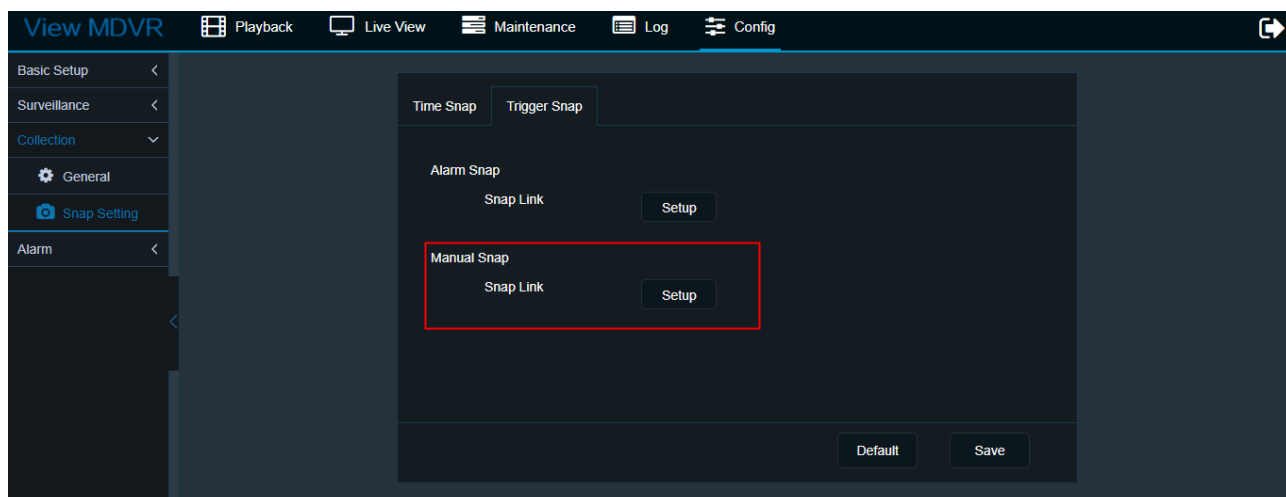 View MDVR Playback Live View Maintenance Log Config
Basic Setup
Surveillance
Collection
General
Snap Setting
Alarm
Time Snap Trigger Snap
Alarm Snap
Snap Link Setup
Manual Snap
Snap Link Setup
Default Save